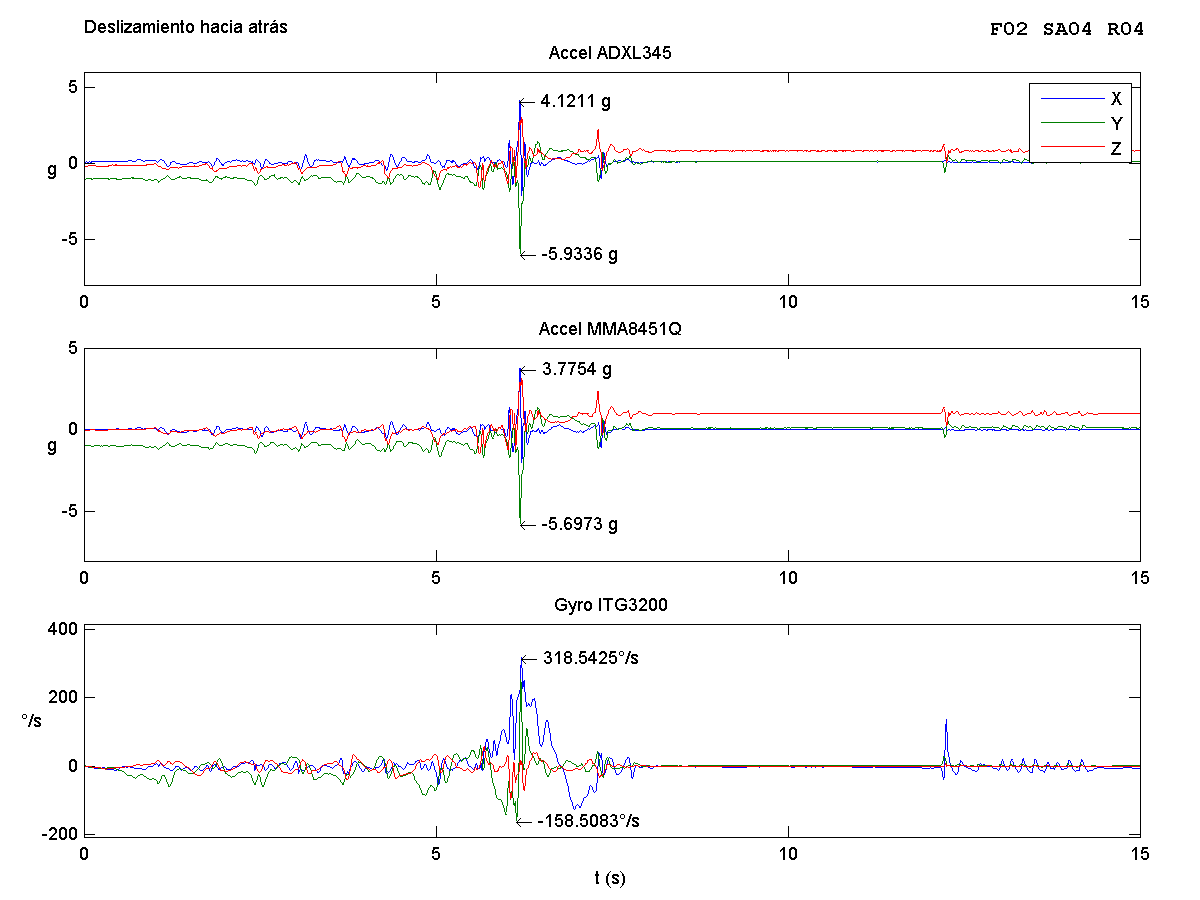 Deslizamiento hacia atrás
F02 SA04 R04
Accel ADXL345
5
0
-5
g
4.1211 g
-5.9336 g
X
Y
Z
0 5 10 15
Accel MMA8451Q
5
0
-5
g
3.7754 g
-5.6973 g
0 5 10 15
Gyro ITG3200
400
200
0
-200
°/s
318.5425°/s
-158.5083°/s
0 5 10 15
t (s)